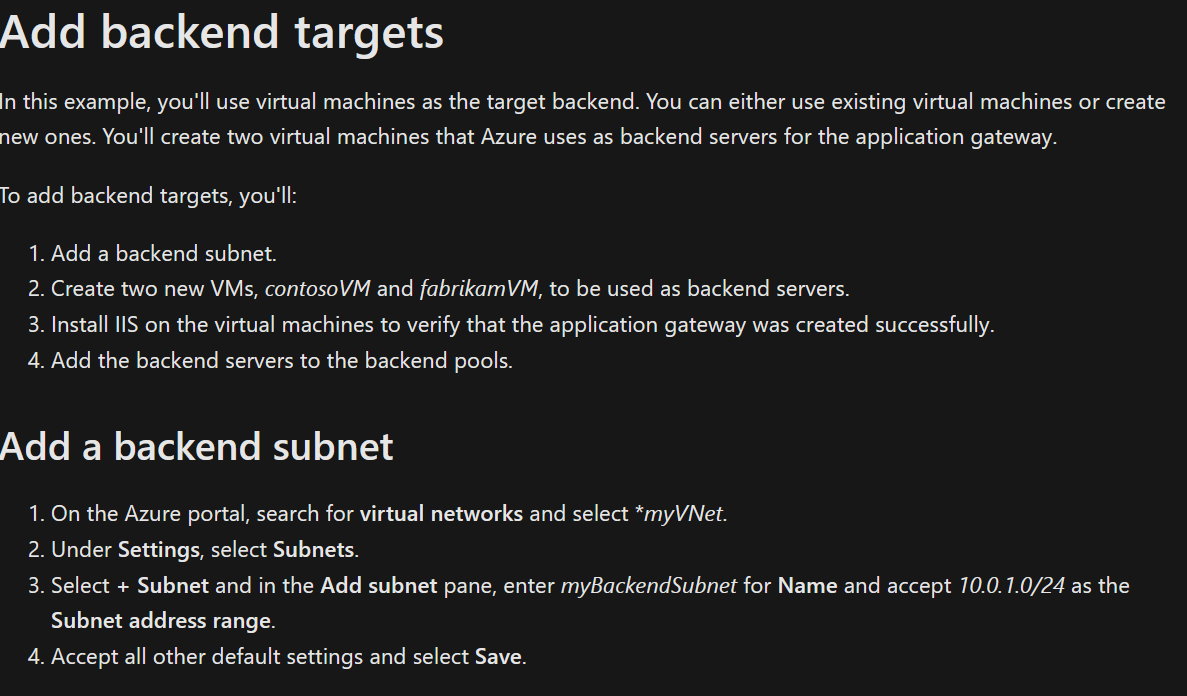 Add backend targets
In this example, you'll use virtual machines as the target backend. You can either use existing virtual machines or create
new ones. You'll create two virtual machines that Azure uses as backend servers for the application gateway.
To add backend targets, you'll:
1. Add a backend subnet.
2. Create two new VMs, contosoVM and fabrikamVM, to be used as backend servers.
3. Install IIS on the virtual machines to verify that the application gateway was created successfully.
4. Add the backend servers to the backend pools.
Add a backend subnet
1. On the Azure portal, search for virtual networks and select *myVNet.
2. Under Settings, select Subnets.
3. Select + Subnet and in the Add subnet pane, enter myBackendSubnet for Name and accept 10.0.1.0/24 as the
Subnet address range.
4. Accept all other default settings and select Save.